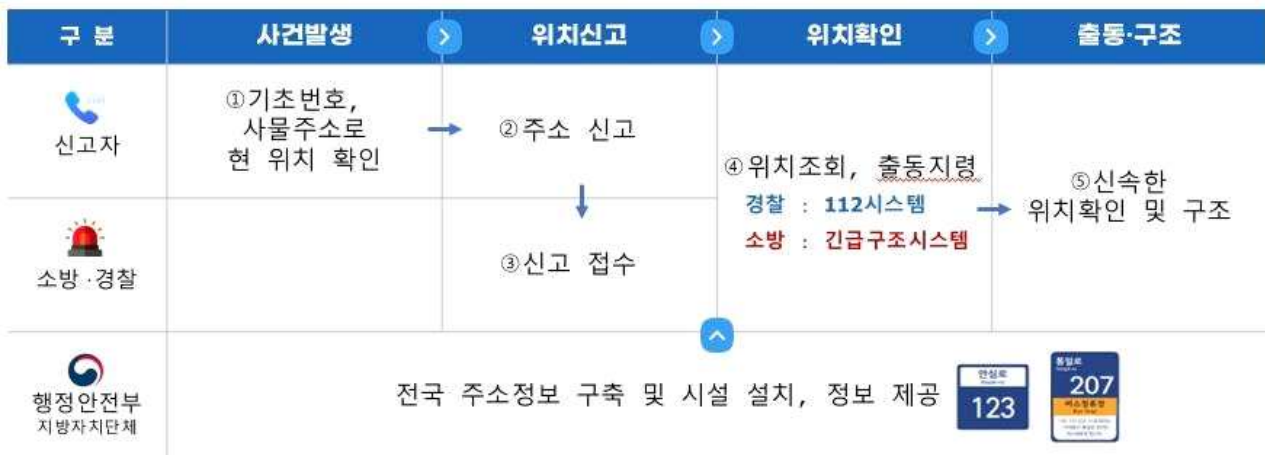 구 분
사건발생
위치신고
위치확인
출동·구조
신고자
①기초번호,
사물주소로
현 위치 확인
②주소 신고
④위치조회, 출동지령
경찰 : 112시스템
소방 : 긴급구조시스템
⑤신속한
위치확인 및 구조
소방·경찰
③신고 접수
행정안전부
지방자치단체
전국 주소정보 구축 및 시설 설치, 정보 제공
안심로
123
통일로
207
버스정류장